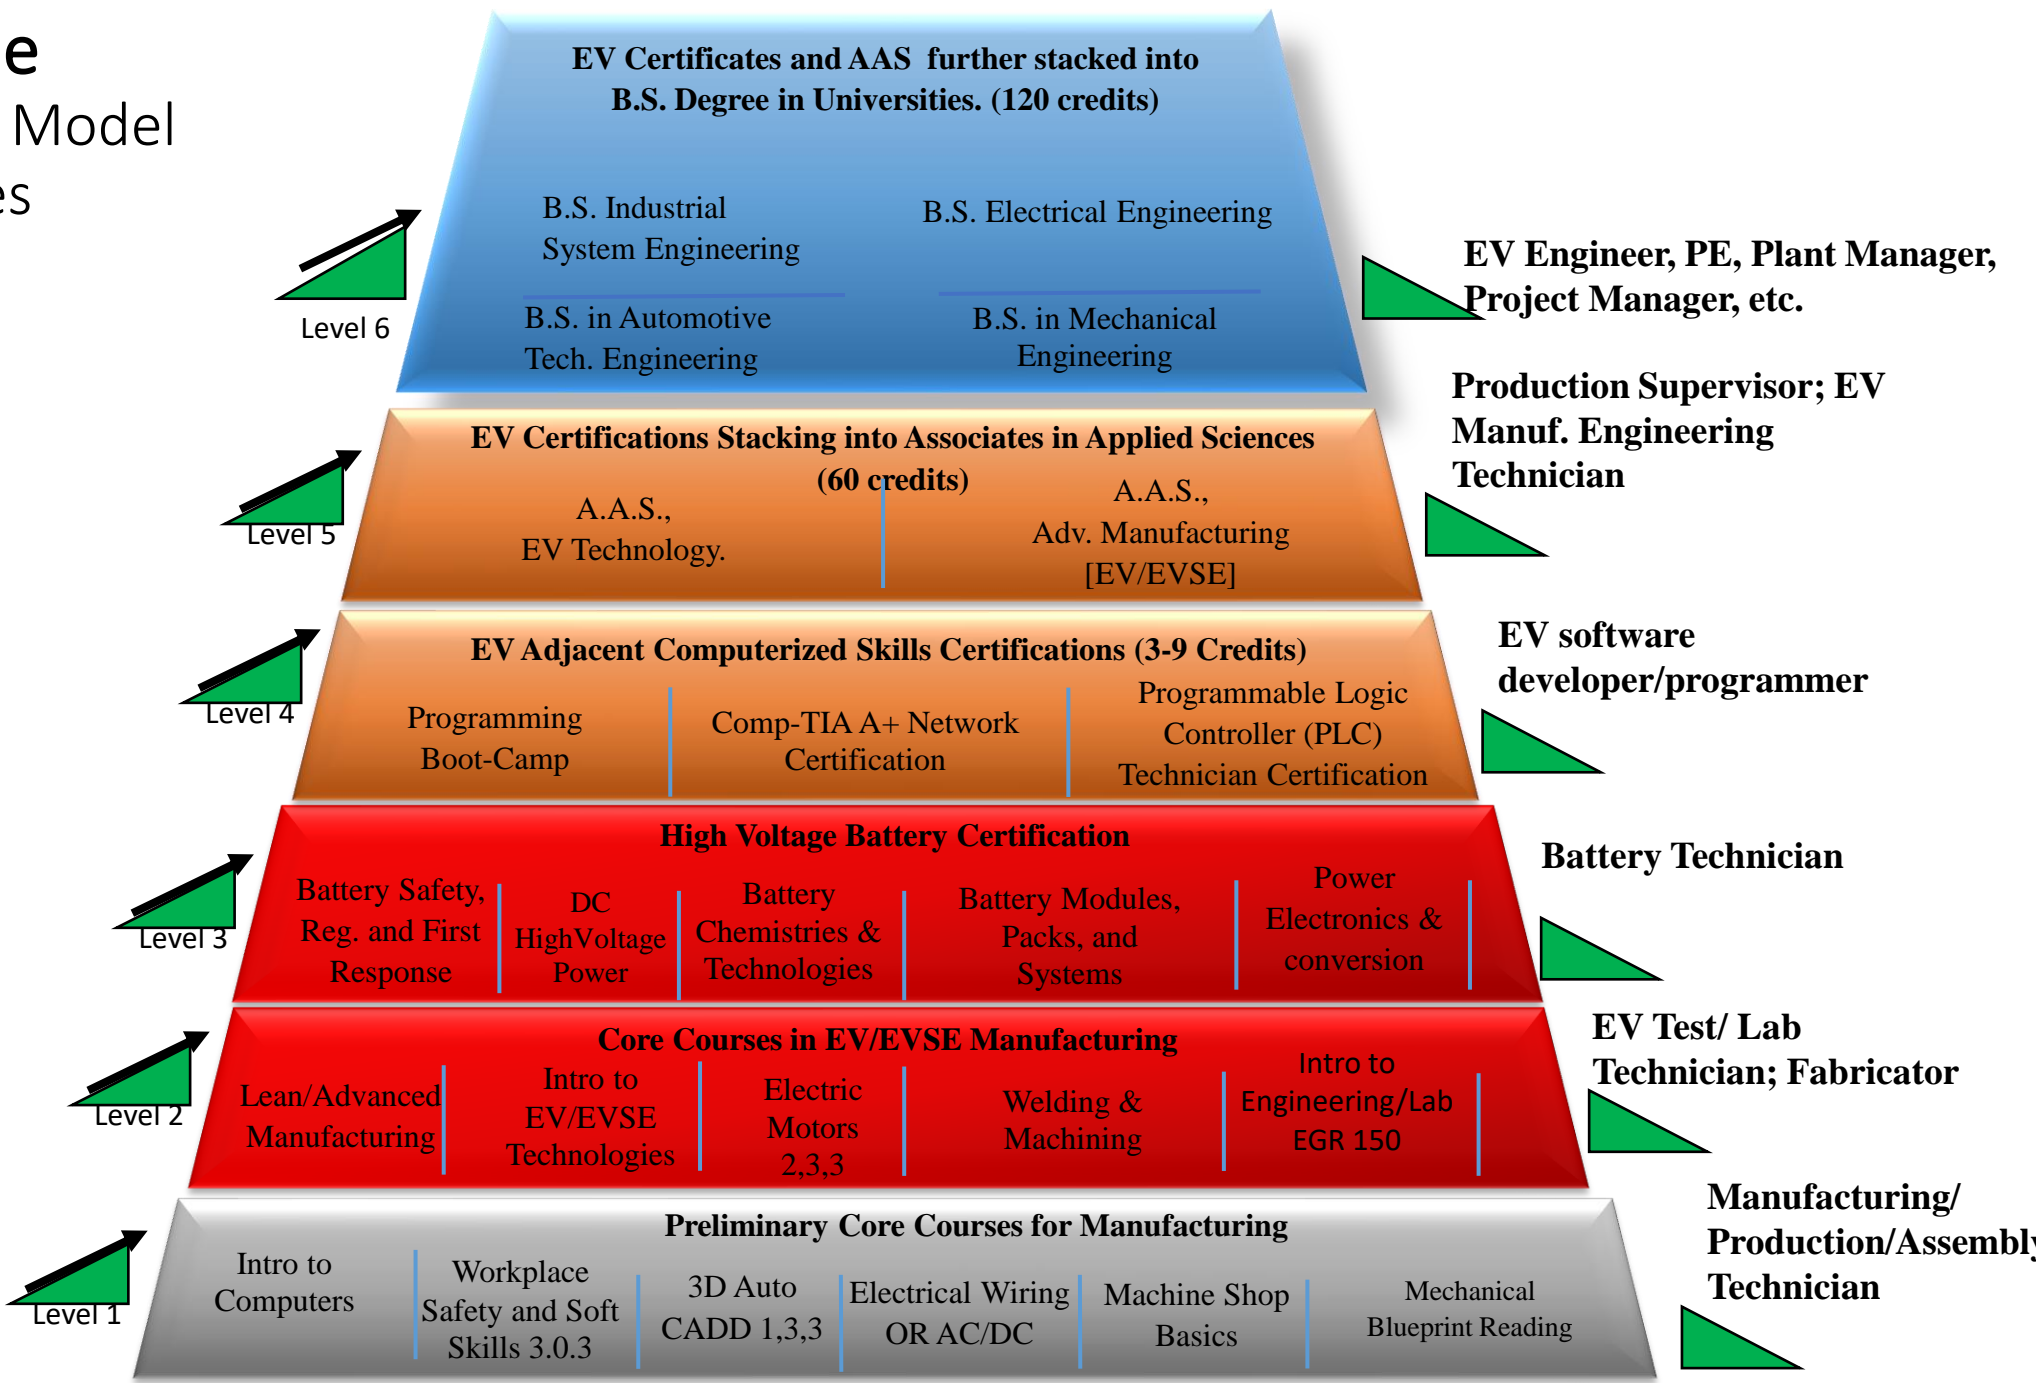 e
Model
es
EV Certificates and AAS further stacked into
B.S. Degree in Universities. (120 credits)
B.S. Industrial
System Engineering
B.S. Electrical Engineering
B.S. in Automotive
Tech. Engineering
B.S. in Mechanical
Engineering
Level 6
EV Engineer, PE, Plant Manager,
Project Manager, etc.
EV Certifications Stacking into Associates in Applied Sciences
(60 credits)
A.A.S.,
EV Technology.
A.A.S.,
Adv. Manufacturing
[EV/EVSE]
Level 5
Production Supervisor; EV
Manuf. Engineering
Technician
EV Adjacent Computerized Skills Certifications (3-9 Credits)
Programming
Boot-Camp
Comp-TIA A+ Network
Certification
Programmable Logic
Controller (PLC)
Technician Certification
Level 4
EV software
developer/programmer
High Voltage Battery Certification
Battery Safety,
Reg. and First
Response
DC
HighVoltage
Power
Battery
Chemistries &
Technologies
Battery Modules,
Packs, and
Systems
Power
Electronics &
conversion
Level 3
Battery Technician
Core Courses in EV/EVSE Manufacturing
Lean/Advanced
Manufacturing
Intro to
EV/EVSE
Technologies
Electric
Motors
2,3,3
Welding &
Machining
Intro to
Engineering/Lab
EGR 150
Level 2
EV Test/ Lab
Technician; Fabricator
Preliminary Core Courses for Manufacturing
Intro to
Computers
Workplace
Safety and Soft
Skills 3.0.3
3D Auto
CADD 1,3,3
Electrical Wiring
OR AC/DC
Machine Shop
Basics
Mechanical
Blueprint Reading
Level 1
Manufacturing/
Production/Assembly
Technician